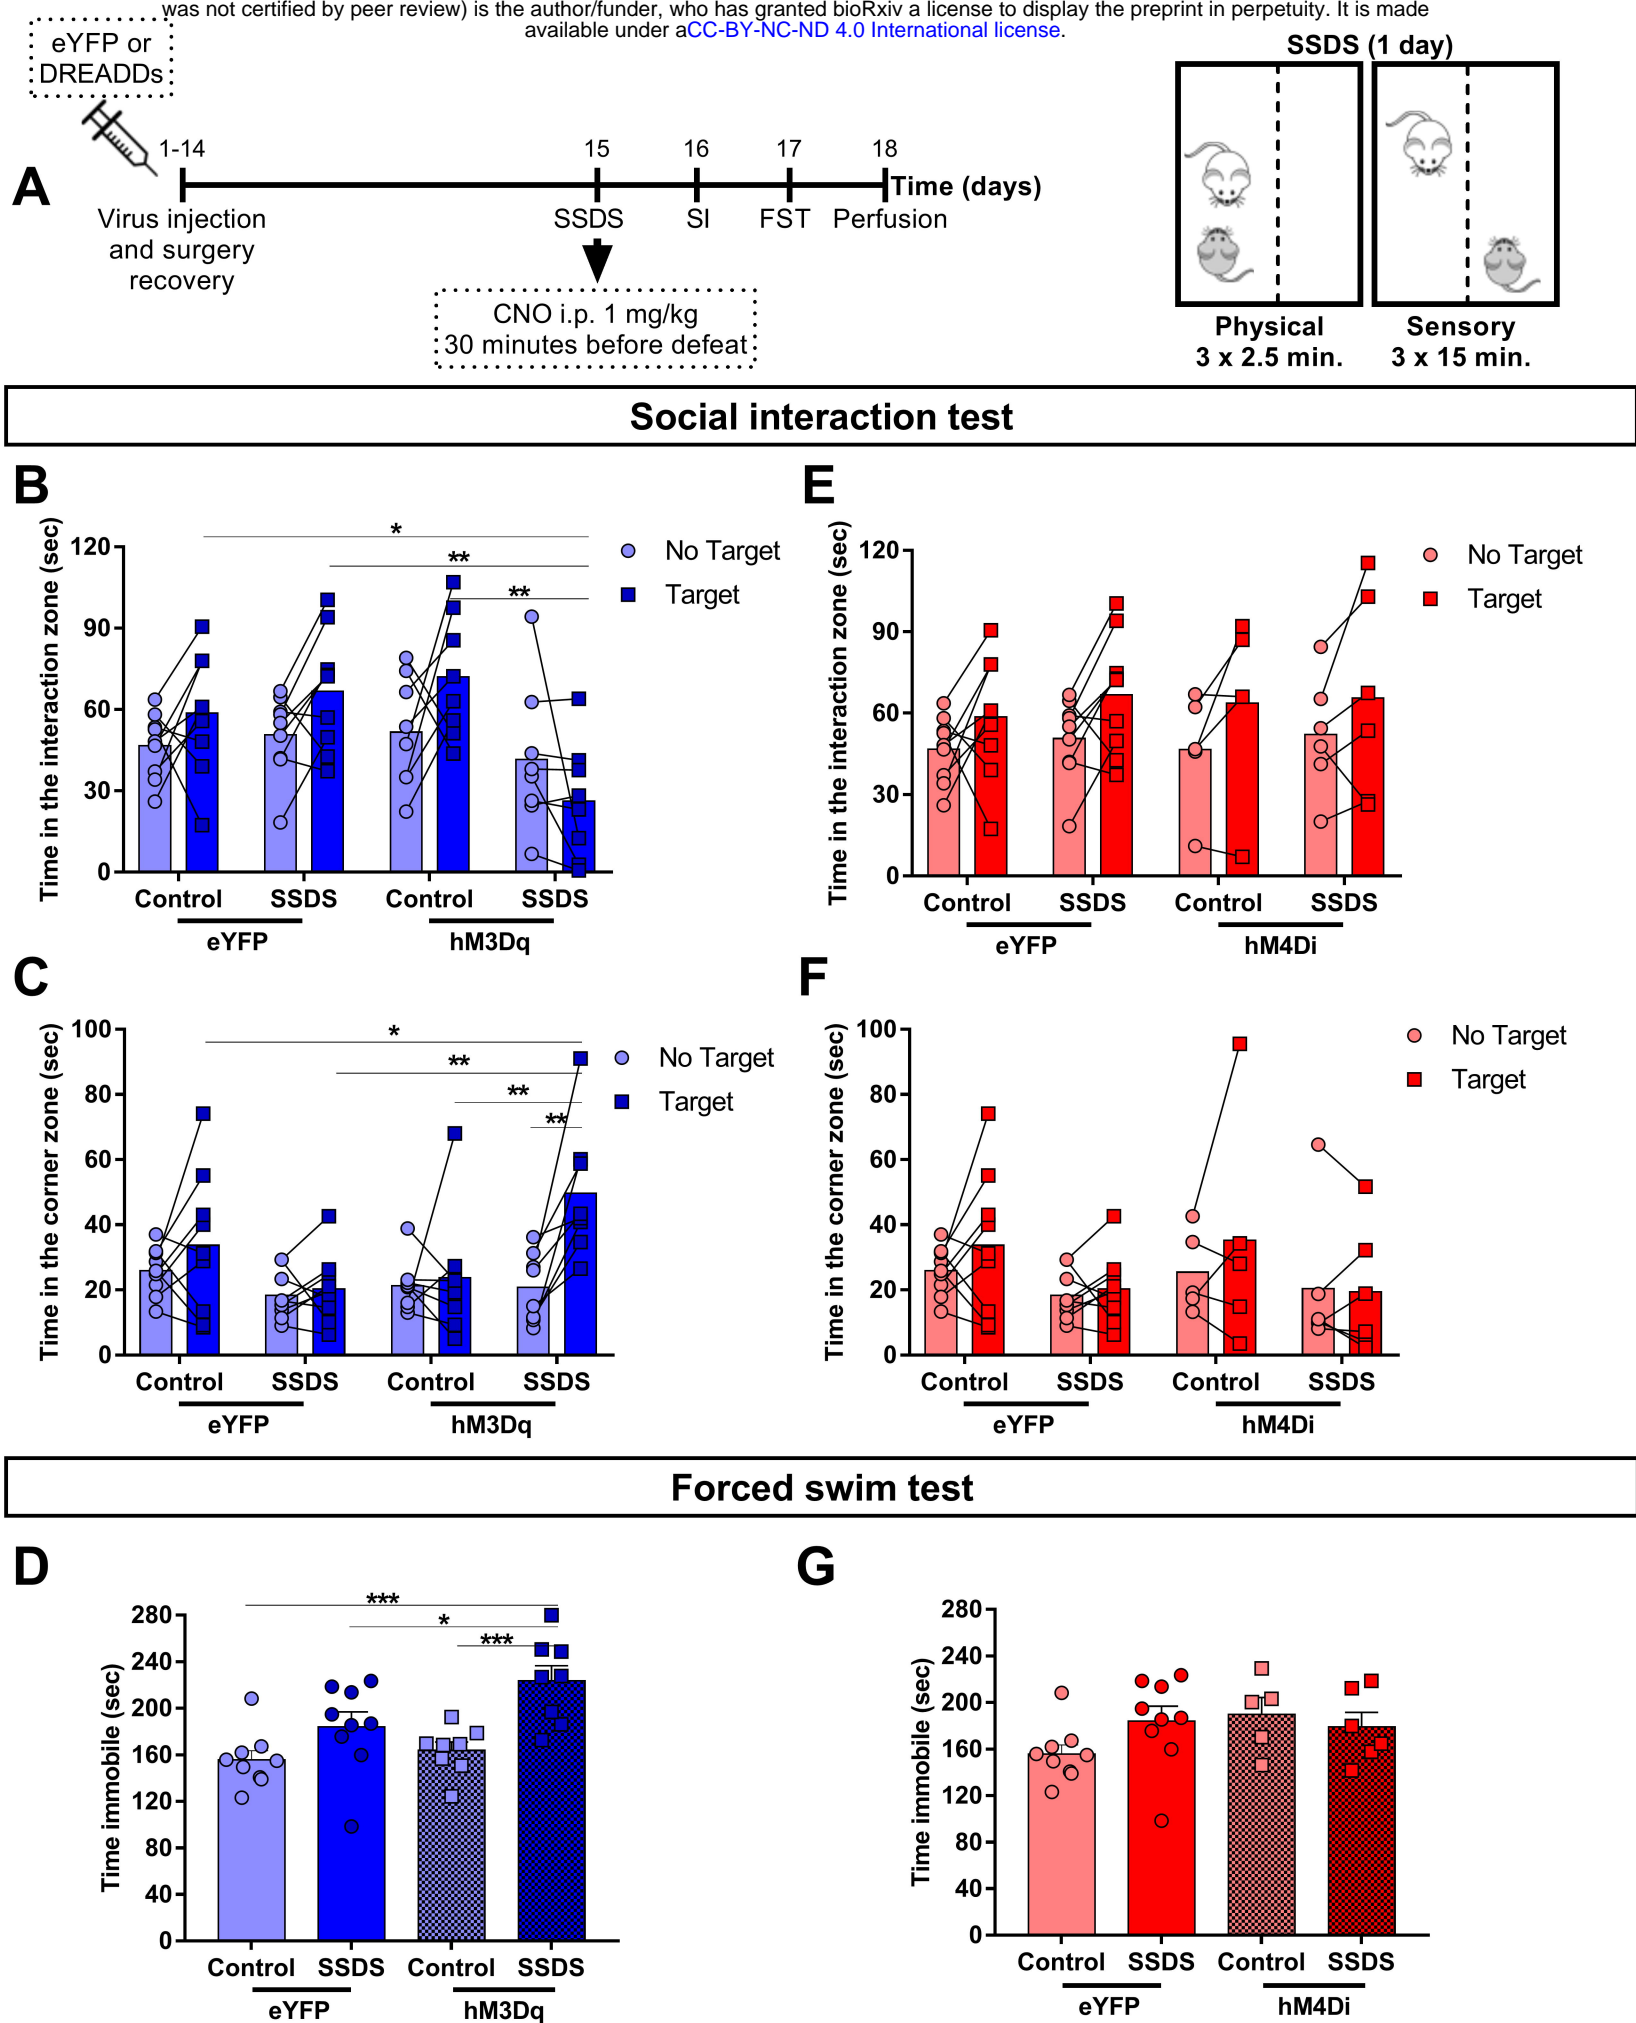 was not certified by peer review) is the author/funder, who has granted bioRxiv a license to display the preprint in perpetuity. It is made
available under aCC-BY-NC-ND 4.0 International license.
eYFP or
DREADDs
A
1-14
15
16
17
18
Time (days)
Virus injection
and surgery
recovery
SSDS
SI
FST
Perfusion
CNO i.p. 1 mg/kg
30 minutes before defeat
SSDS (1 day)
Physical
3 x 2.5 min.
Sensory
3 x 15 min.
Social interaction test
B
Time in the interaction zone (sec)
120
90
60
30
0
*
**
**
No Target
Target
Control
SSDS
Control
SSDS
eYFP
hM3Dq
E
Time in the interaction zone (sec)
120
90
60
30
0
No Target
Target
Control
SSDS
Control
SSDS
eYFP
hM4Di
C
Time in the corner zone (sec)
100
80
60
40
20
0
*
**
**
**
No Target
Target
Control
SSDS
Control
SSDS
eYFP
hM3Dq
F
Time in the corner zone (sec)
100
80
60
40
20
0
No Target
Target
Control
SSDS
Control
SSDS
eYFP
hM4Di
Forced swim test
D
Time immobile (sec)
280
240
200
160
120
80
40
0
***
*
***
Control
SSDS
Control
SSDS
eYFP
hM3Dq
G
Time immobile (sec)
280
240
200
160
120
80
40
0
Control
SSDS
Control
SSDS
eYFP
hM4Di